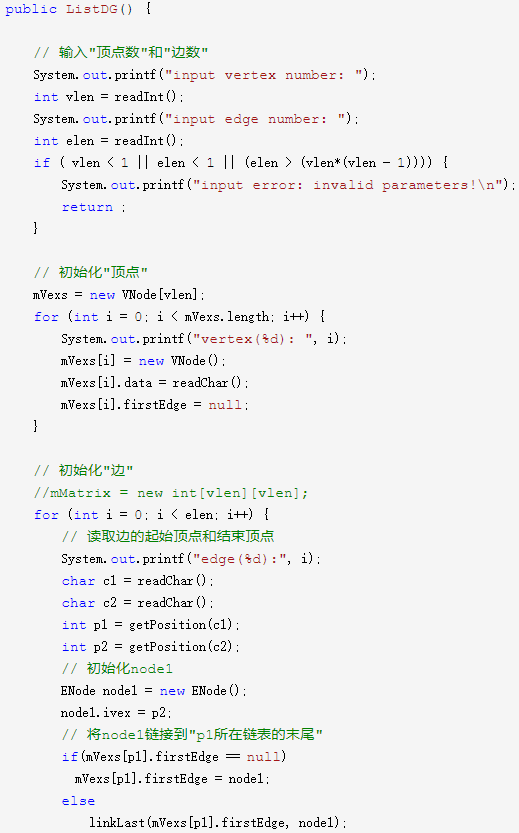 public ListDG() {
// 输入"顶点数"和"边数"
System.out.printf("input vertex number: ");
int vlen = readInt();
System.out.printf("input edge number: ");
int elen = readInt();
if ( vlen < 1 || elen < 1 || (elen > (vlen*(vlen - 1)))) {
System.out.printf("input error: invalid parameters!\n");
return ;
}
// 初始化"顶点"
mVexs = new VNode[vlen];
for (int i = 0; i < mVexs.length; i++) {
System.out.printf("vertex(%d): ", i);
mVexs[i] = new VNode();
mVexs[i].data = readChar();
mVexs[i].firstEdge = null;
}
// 初始化"边"
//mMatrix = new int[vlen][vlen];
for (int i = 0; i < elen; i++) {
// 读取边的起始顶点和结束顶点
System.out.printf("edge(%d):", i);
char c1 = readChar();
char c2 = readChar();
int p1 = getPosition(c1);
int p2 = getPosition(c2);
// 初始化node1
ENode node1 = new ENode();
node1.ivex = p2;
// 将node1链接到"p1所在链表的末尾"
if(mVexs[p1].firstEdge == null)
mVexs[p1].firstEdge = node1;
else
linkLast(mVexs[p1].firstEdge, node1);